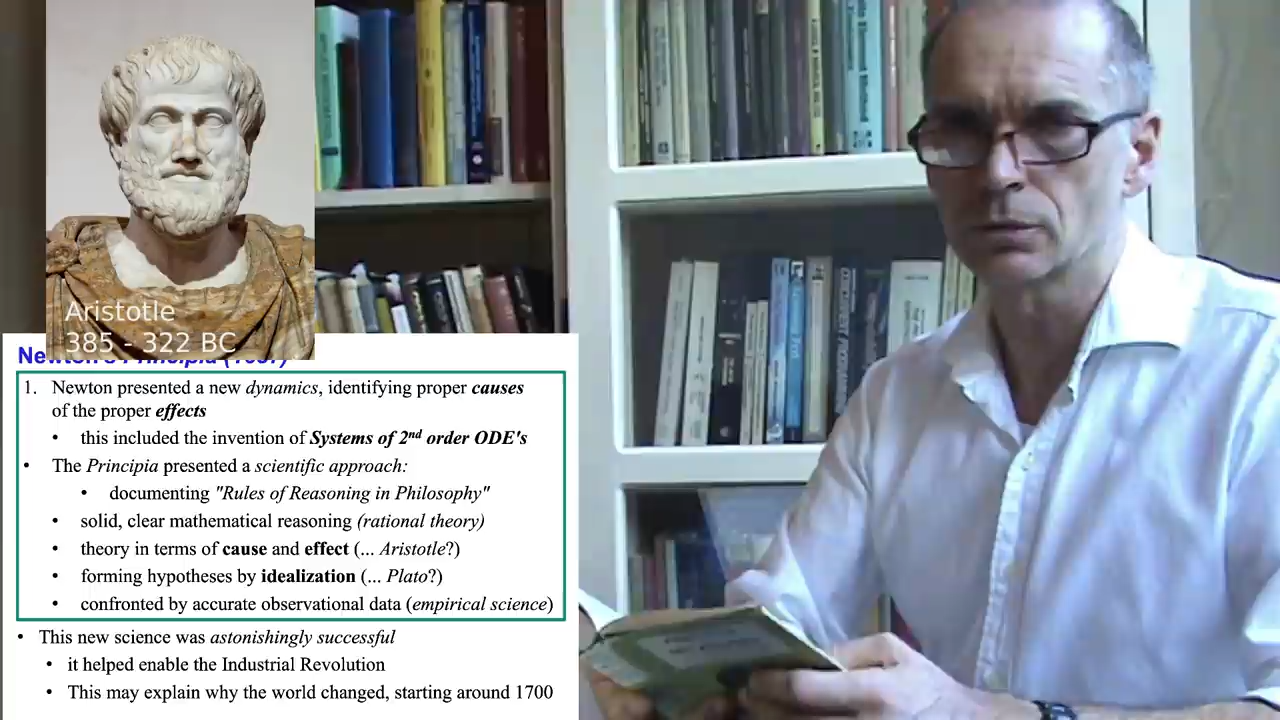 Aristotle
385 - 322 BC
Newton's Principia (1687)
1. Newton presented a new dynamics, identifying proper causes
of the proper effects
• this included the invention of Systems of 2nd order ODE's
• The Principia presented a scientific approach:
• documenting "Rules of Reasoning in Philosophy"
• solid, clear mathematical reasoning (rational theory)
• theory in terms of cause and effect (... Aristotle?)
• forming hypotheses by idealization (... Plato?)
• confronted by accurate observational data (empirical science)
• This new science was astonishingly successful
• it helped enable the Industrial Revolution
• This may explain why the world changed, starting around 1700